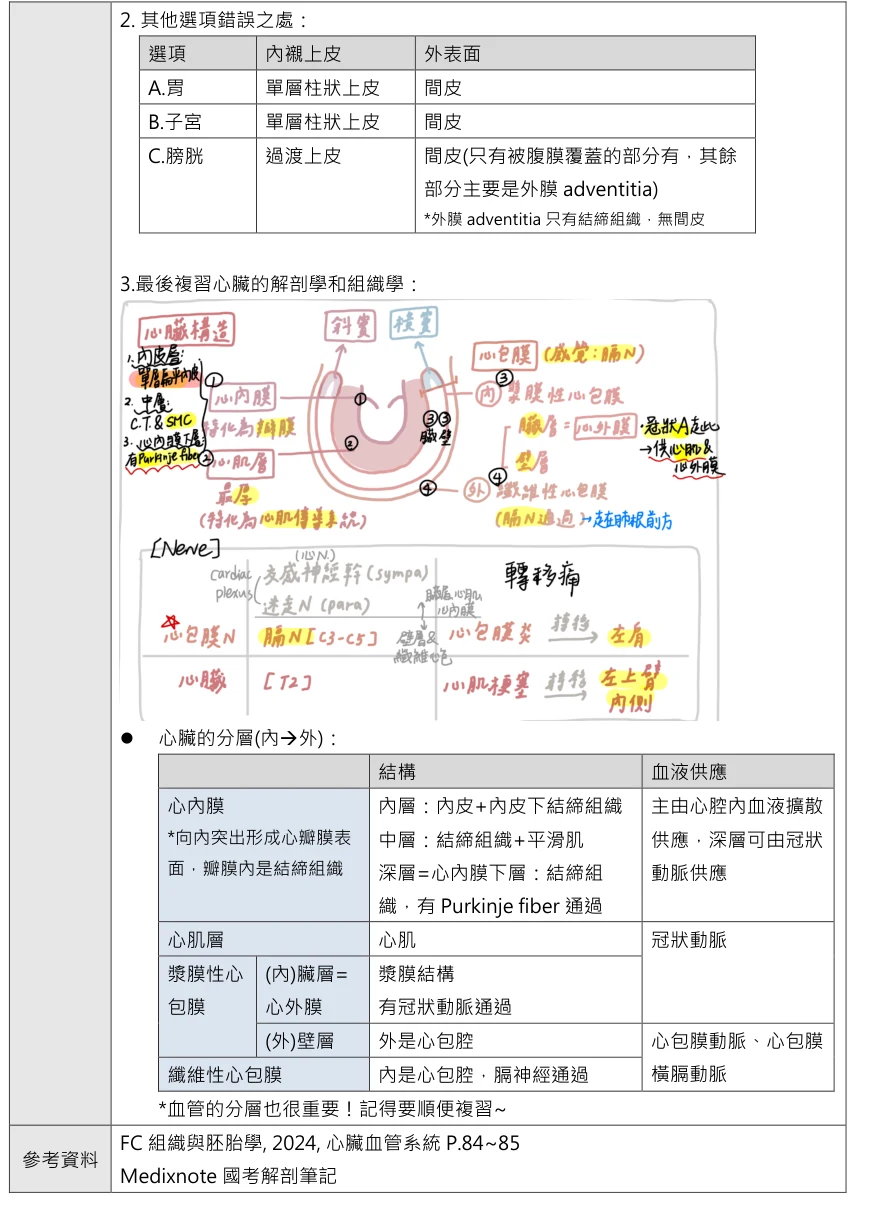 2. 其他選項錯誤之處：
選項 內襯上皮 外表面
A.胃 單層柱狀上皮 間皮
B.子宮 單層柱狀上皮 間皮
C.膀胱 過渡上皮 間皮(只有被腹膜覆蓋的部分有，其餘
部分主要是外膜 adventitia)
*外膜 adventitia 只有結締組織，無間皮
3.最後複習心臟的解剖學和組織學：
心臟構造
斜竇
橫竇
1. 內皮層:
單層扁平內皮
2. 中層:
C.T.& SMC
3. 心內膜下層:
有Purkinje fiber
① 心內膜
特化為瓣膜
② 心肌層
最厚
(特化為心肌傳導系統)
①
②
③③
臟 壁
④
心包膜 (感覺:膈N)
③
內 漿膜性心包膜
臟層=心外膜
·冠狀A走此
→供心肌&
心外膜
壁層
④
外 纖維性心包膜
(膈N通過)→走在肺根前方
[Nerve]
(心N.)
cardiac plexus
交感神經幹(sympa)
迷走N (para)
轉移痛
臟層、心肌、
心內膜
壁層&
纖維心包
☆
心包膜N 膈N[C3-C5] 心包膜炎 轉移→ 左肩
心臟 [T2] 心肌梗塞 轉移→ 左上臂
內側
● 心臟的分層(內→外)：
結構 血液供應
心內膜
*向內突出形成心瓣膜表
面，瓣膜內是結締組織
內層：內皮+內皮下結締組織
中層：結締組織+平滑肌
深層=心內膜下層：結締組
織，有 Purkinje fiber 通過
主由心腔內血液擴散
供應，深層可由冠狀
動脈供應
心肌層 心肌 冠狀動脈
漿膜性心
包膜
(內)臟層=
心外膜
漿膜結構
有冠狀動脈通過
(外)壁層 外是心包腔
心包膜動脈、心包膜
橫膈動脈
纖維性心包膜 內是心包腔，膈神經通過
*血管的分層也很重要！記得要順便複習~
參考資料
FC 組織與胚胎學, 2024, 心臟血管系統 P.84~85
Medixnote 國考解剖筆記